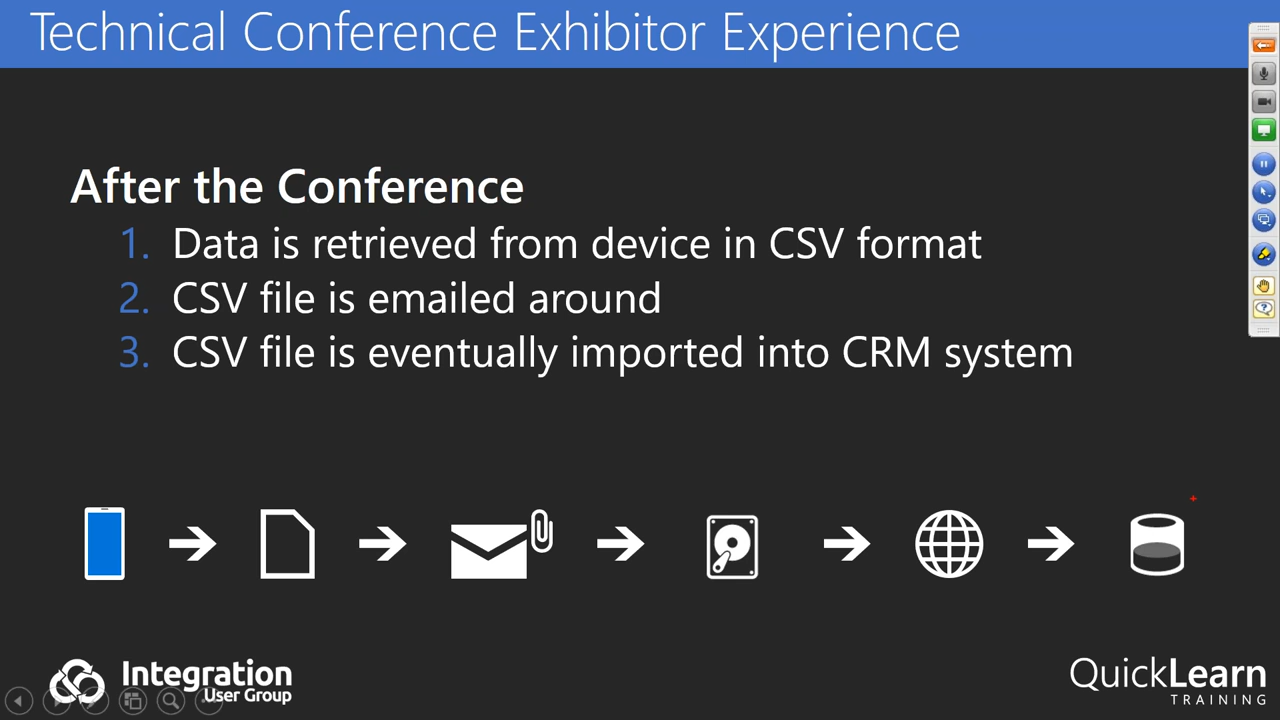 Technical Conference Exhibitor Experience
After the Conference
1. Data is retrieved from device in CSV format
2. CSV file is emailed around
3. CSV file is eventually imported into CRM system
Integration
User Group
QuickLearn
TRAINING